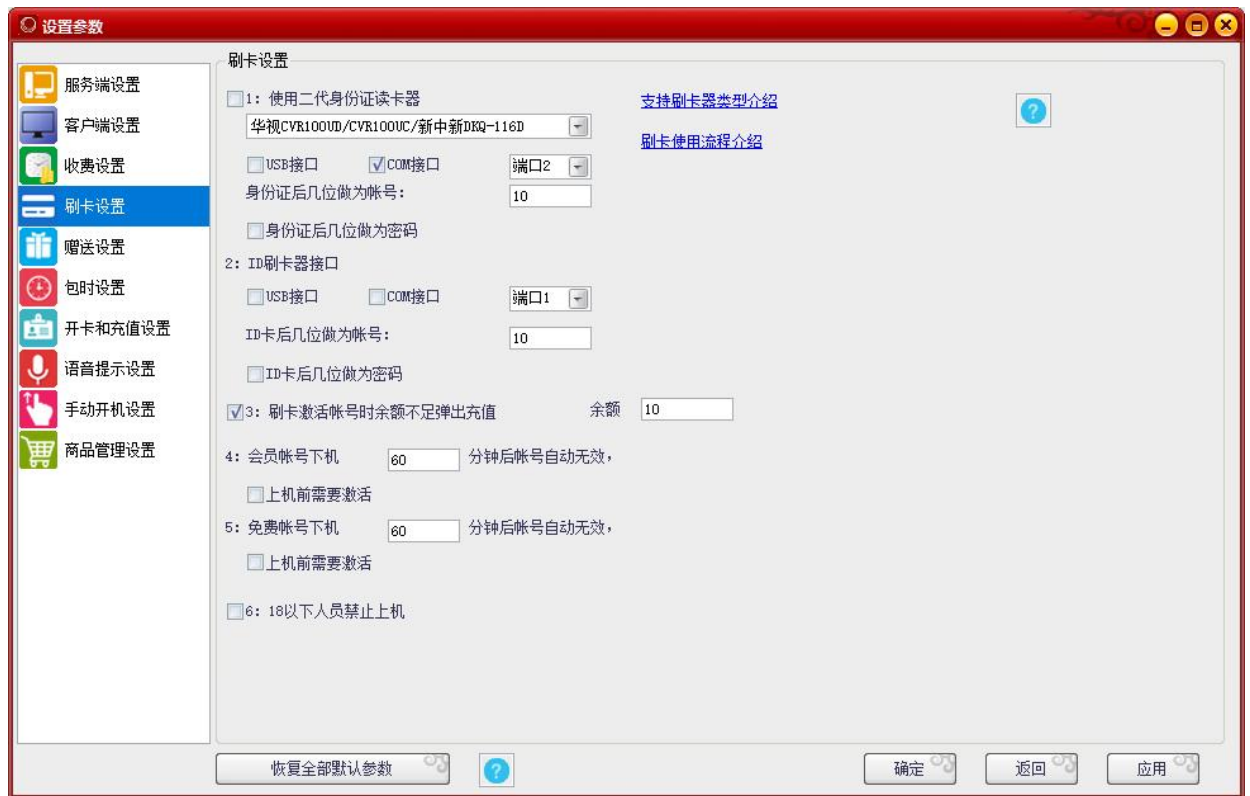 设置参数
服务端设置
客户端设置
收费设置
刷卡设置
赠送设置
包时设置
开卡和充值设置
语音提示设置
手动开机设置
商品管理设置
刷卡设置
1: 使用二代身份证读卡器
支持刷卡器类型介绍
华视CVR100UD/CVR100UC/新中新DKQ-116D
刷卡使用流程介绍
USB接口 COM接口 端口2
身份证后几位做为帐号: 10
身份证后几位做为密码
2: ID刷卡器接口
USB接口 COM接口 端口1
ID卡后几位做为帐号: 10
ID卡后几位做为密码
3: 刷卡激活帐号时余额不足弹出充值 余额 10
4: 会员帐号下机 60 分钟后帐号自动无效,
上机前需要激活
5: 免费帐号下机 60 分钟后帐号自动无效,
上机前需要激活
6: 18以下人员禁止上机
恢复全部默认参数 ? 确定 返回 应用